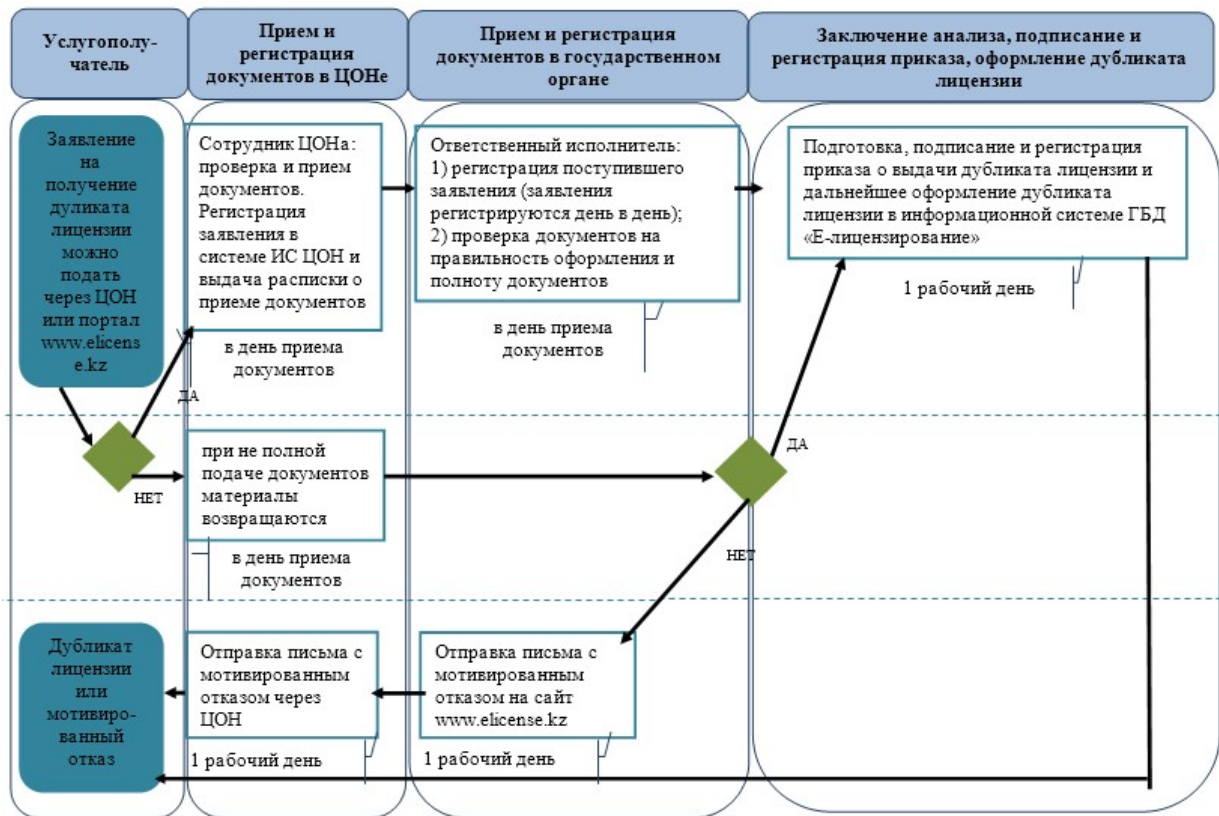 Услугополу-
чатель
Прием и
регистрация
документов в ЦОНе
Прием и регистрация
документов в государственном
органе
Заключение анализа, подписание и
регистрация приказа, оформление дубликата
лицензии
Заявление
на
получение
дуликата
лицензии
можно
подать
через ЦОН
или портал
www.elicens
e.kz
Сотрудник ЦОНа:
проверка и прием
документов.
Регистрация
заявления в
системе ИС ЦОН и
выдача расписки о
приеме документов
Ответственный исполнитель:
1) регистрация поступившего
заявления (заявления
регистрируются день в день);
2) проверка документов на
правильность оформления и
полноту документов
Подготовка, подписание и регистрация
приказа о выдачи дубликата лицензии и
дальнейшее оформление дубликата
лицензии в информационной системе ГБД
«Е-лицензирование»
1 рабочий день
в день приема
документов
в день приема
документов
ДА
при не полной
подаче документов
материалы
возвращаются
ДА
НЕТ
НЕТ
в день приема
документов
Дубликат
лицензии
или
мотивиро-
ванный
отказ
Отправка письма с
мотивированным
отказом через
ЦОН
Отправка письма с
мотивированным
отказом на сайт
www.elicense.kz
1 рабочий день
1 рабочий день